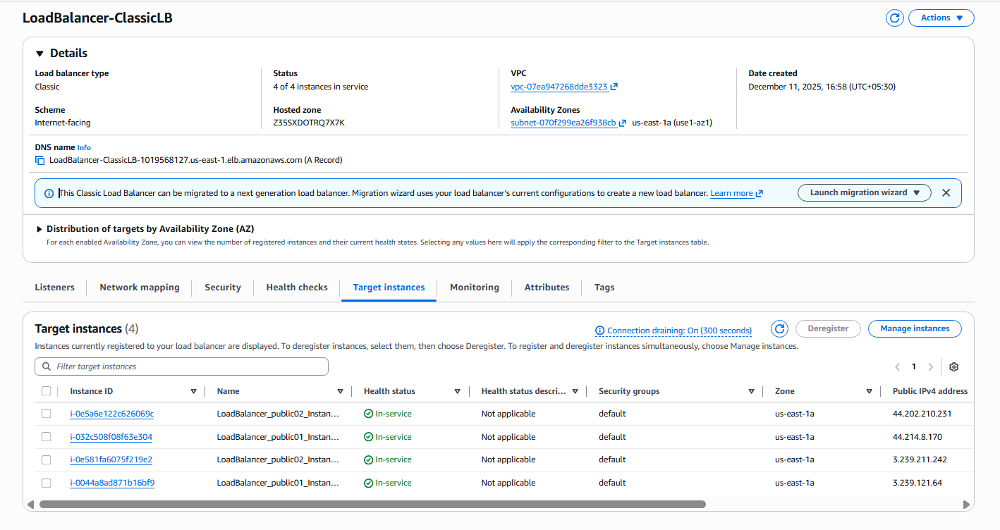 LoadBalancer-ClassicLB
Actions
Details
Load balancer type
Classic
Status
4 of 4 instances in service
VPC
vpc-07ea947268dde3323
Date created
December 11, 2025, 16:58 (UTC+05:30)
Scheme
Internet-facing
Hosted zone
Z35SXDOTRQ7X7K
Availability Zones
subnet-070f299ea26f938cb us-east-1a (use1-az1)
DNS name Info
LoadBalancer-ClassicLB-1019568127.us-east-1.elb.amazonaws.com (A Record)
This Classic Load Balancer can be migrated to a next generation load balancer. Migration wizard uses your load balancer's current configurations to create a new load balancer. Learn more
Launch migration wizard
Distribution of targets by Availability Zone (AZ)
For each enabled Availability Zone, you can view the number of registered instances and their current health states. Selecting any values here will apply the corresponding filter to the Target instances table.
Listeners Network mapping Security Health checks Target instances Monitoring Attributes Tags
Target instances (4)
Connection draining: On (300 seconds)
Deregister
Manage instances
Instances currently registered to your load balancer are displayed. To deregister instances, select them, then choose Deregister. To register and deregister instances simultaneously, choose Manage instances.
Filter target instances
1
Instance ID Name Health status Health status descri... Security groups Zone Public IPv4 address
i-0e5a6e122c626069c LoadBalancer_public02_Instan... In-service Not applicable default us-east-1a 44.202.210.231
i-032c508f08f63e304 LoadBalancer_public01_Instan... In-service Not applicable default us-east-1a 44.214.8.170
i-0e581fa6075f219e2 LoadBalancer_public02_Instan... In-service Not applicable default us-east-1a 3.239.211.242
i-0044a8ad871b16bf9 LoadBalancer_public01_Instan... In-service Not applicable default us-east-1a 3.239.121.64